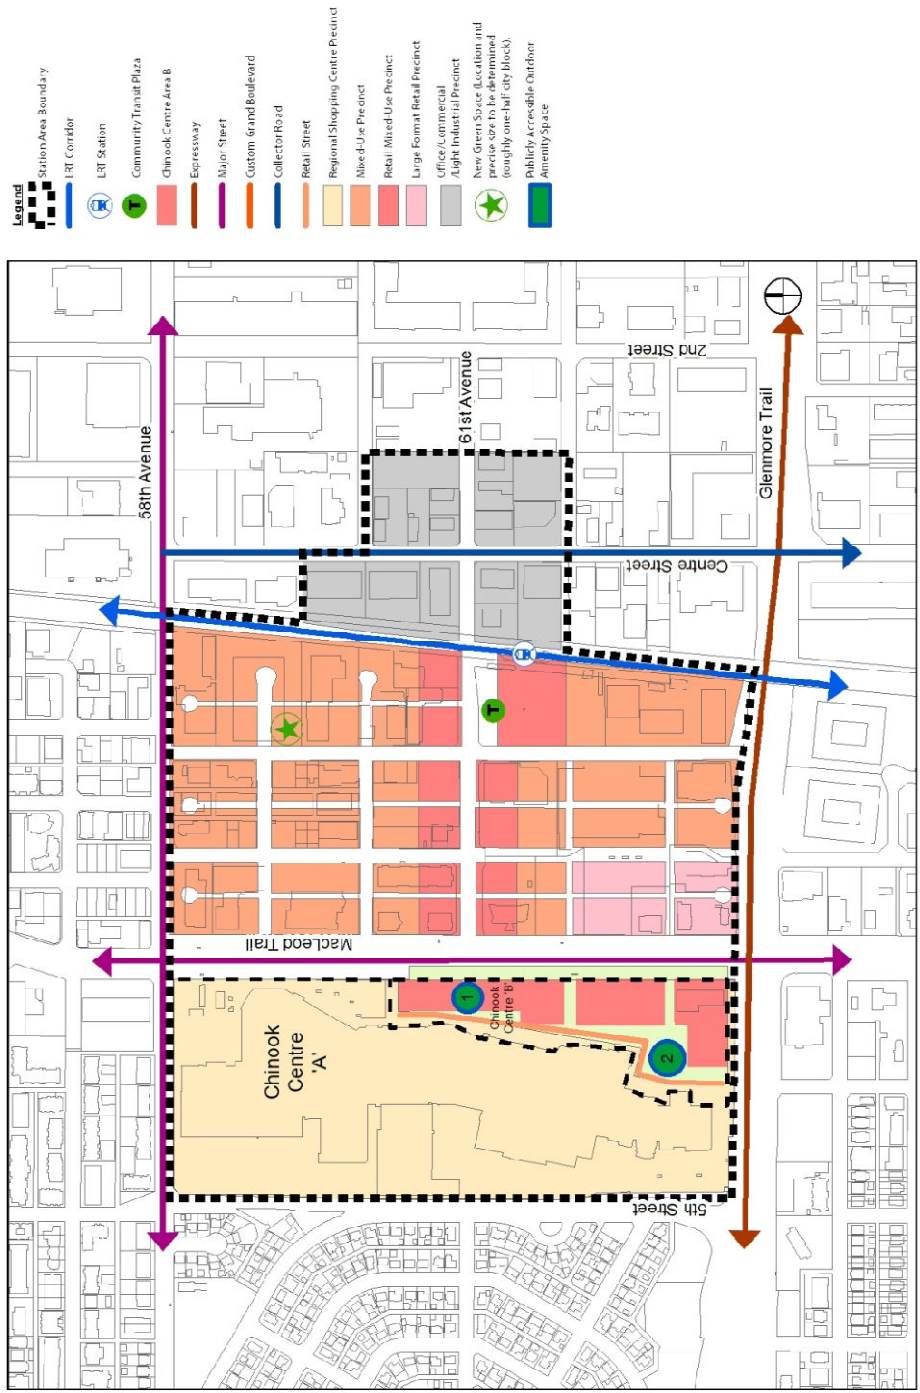 Legend
Station Area Boundary
LRT Corridor
LRT Station
T
Community Transit Plaza
Chinook Centre Area B
Expressway
Major Street
Custom Grand Boulevard
Collector Road
Retail Street
Regional Shopping Centre Precinct
Mixed-Use Precinct
Retail Mixed-Use Precinct
Large Format Retail Precinct
Office/Commercial
/Light Industrial Precinct
New Green Space (Location and
precise size to be determined
(roughly one-half city block).
Publicly Accessible Outdoor
Amenity Space
58th Avenue
61st Avenue
Glenmore Trail
2nd Street
Centre Street
MacLeod Trail
5th Street
T
Chinook
Centre
'A'
Chinook
Centre 'B'
1
2